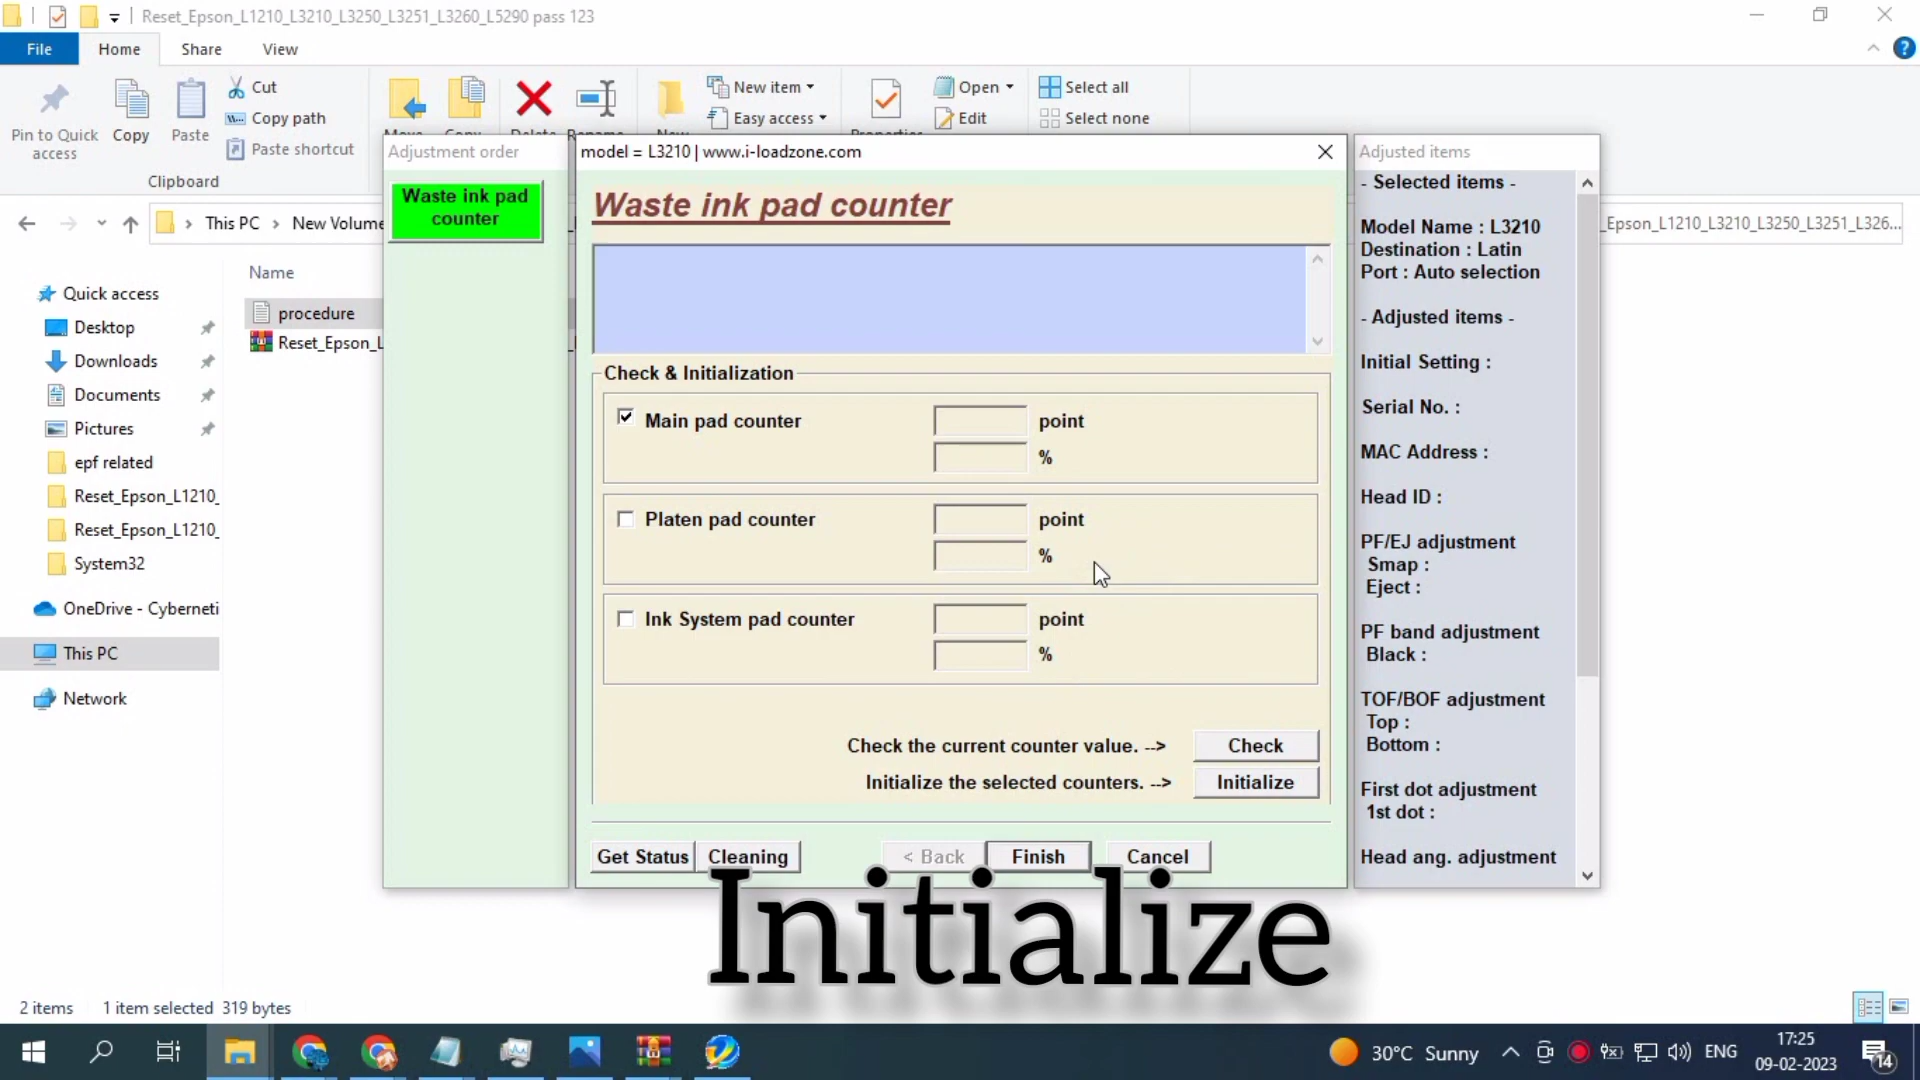 Reset_Epson_L1210_L3210_L3250_L3251_L3260_L5290 pass 123
File
Home
Share
View
Pin to Quick access
Copy
Paste
Cut
Copy path
Paste shortcut
Clipboard
New item
Easy access
Open
Edit
Select all
Select none
This PC
New Volume
_Epson_L1210_L3210_L3250_L3251_L326...
Name
procedure
Reset_Epson_L
Quick access
Desktop
Downloads
Documents
Pictures
epf related
Reset_Epson_L1210_
Reset_Epson_L1210_
System32
OneDrive - Cyberneti
This PC
Network
Adjustment order
Waste ink pad
counter
model = L3210 | www.i-loadzone.com
Waste ink pad counter
Check & Initialization
Main pad counter
point
%
Platen pad counter
point
%
Ink System pad counter
point
%
Check the current counter value. -->
Check
Initialize the selected counters. -->
Initialize
Get Status
Cleaning
< Back
Finish
Cancel
Adjusted items
- Selected items -
Model Name : L3210
Destination : Latin
Port : Auto selection
- Adjusted items -
Initial Setting :
Serial No. :
MAC Address :
Head ID :
PF/EJ adjustment
Smap :
Eject :
PF band adjustment
Black :
TOF/BOF adjustment
Top :
Bottom :
First dot adjustment
1st dot :
Head ang. adjustment
Initialize
2 items
1 item selected 319 bytes
30°C Sunny
ENG
17:25
09-02-2023
14